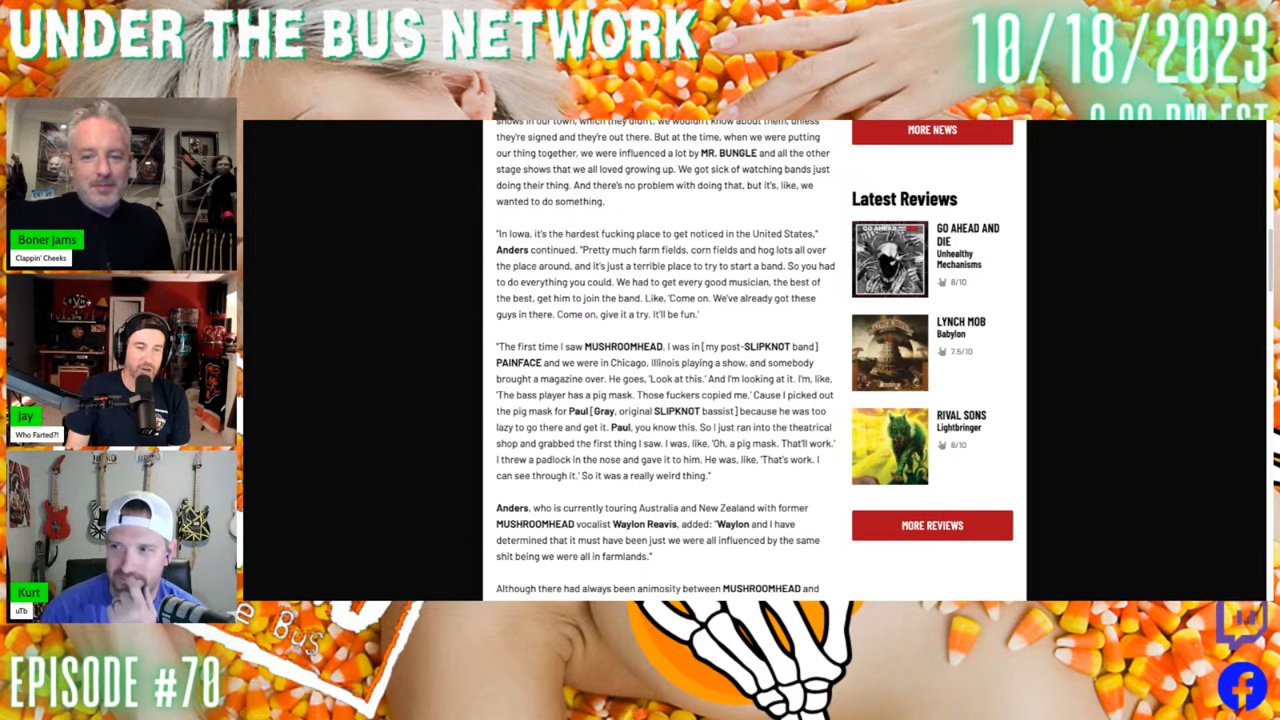 UNDER THE BUS NETWORK
10/18/2023
Boner Jams
Clappin' Cheeks
Jay
Who Farted?!
Kurt
uTb
shows in our town, which they didn't, we wouldn't know about them, unless
they're signed and they're out there. But at the time, when we were putting
our thing together, we were influenced a lot by MR. BUNGLE and all the other
stage shows that we all loved growing up. We got sick of watching bands just
doing their thing. And there's no problem with doing that, but it's, like, we
wanted to do something.
"In Iowa, it's the hardest fucking place to get noticed in the United States,"
Anders continued. "Pretty much farm fields, corn fields and hog lots all over
the place around, and it's just a terrible place to try to start a band. So you had
to do everything you could. We had to get every good musician, the best of
the best, get him to join the band. Like, 'Come on. We've already got these
guys in there. Come on, give it a try. It'll be fun.'
"The first time I saw MUSHROOMHEAD, I was in [my post-SLIPKNOT band]
PAINFACE and we were in Chicago, Illinois playing a show, and somebody
brought a magazine over. He goes, 'Look at this.' And I'm looking at it. I'm, like,
'The bass player has a pig mask. Those fuckers copied me.' Cause I picked out
the pig mask for Paul [Gray, original SLIPKNOT bassist] because he was too
lazy to go there and get it. Paul, you know this. So I just ran into the theatrical
shop and grabbed the first thing I saw. I was, like, 'Oh, a pig mask. That'll work.'
I threw a padlock in the nose and gave it to him. He was, like, 'That's work. I
can see through it.' So it was a really weird thing."
Anders, who is currently touring Australia and New Zealand with former
MUSHROOMHEAD vocalist Waylon Reavis, added: "Waylon and I have
determined that it must have been just we were all influenced by the same
shit being we were all in farmlands."
Although there had always been animosity between MUSHROOMHEAD and
MORE NEWS
Latest Reviews
GO AHEAD AND
DIE
Unhealthy
Mechanisms
8/10
LYNCH MOB
Babylon
7.5/10
RIVAL SONS
Lightbringer
8/10
MORE REVIEWS
BUS
EPISODE #70